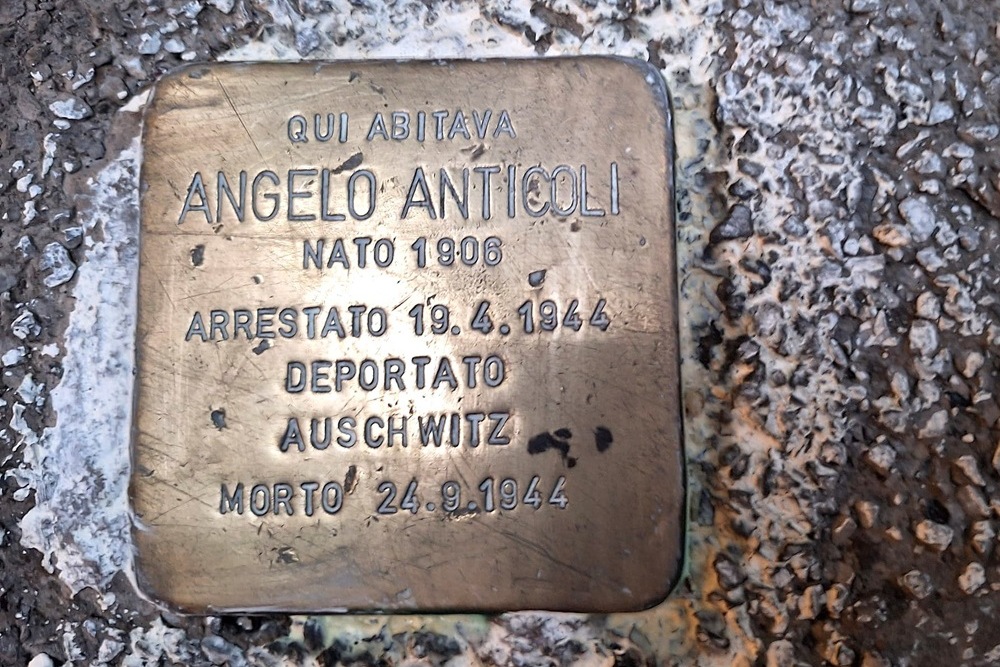 QUI ABITAVA
ANGELO ANTICOLI
NATO 1906
ARRESTATO 19.4.1944
DEPORTATO
AUSCHWITZ
MORTO 24.9.1944